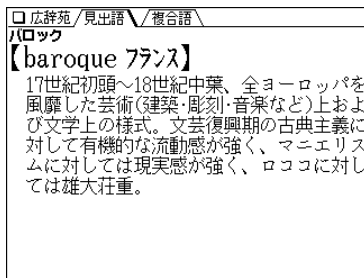 広辞苑 見出語 複合語
バロック
【baroque フランス】
17世紀初頭～18世紀中葉、全ヨーロッパを
風靡した芸術(建築・彫刻・音楽など)上およ
び文学上の様式。文芸復興期の古典主義に
対して有機的な流動感が強く、マニエリス
ムに対しては現実感が強く、ロココに対し
ては雄大荘重。